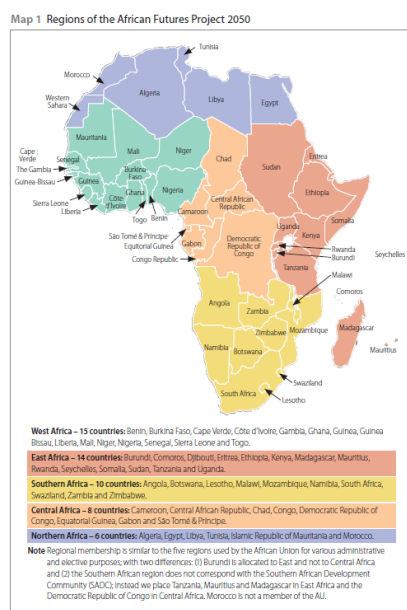 Map 1 Regions of the African Futures Project 2050
Tunisia
Morocco
Algeria
Western
Sahara
Libya
Egypt
Mauritania
Mali
Niger
Cape
Verde
Senegal
Chad
Sudan
Eritrea
The Gambia
Burkina
Faso
Guinea-Bissau
Guinea
Ghana
Nigeria
Ethiopia
Sierra Leone
Côte
d'Ivoire
Liberia
Togo
Benin
Central African
Republic
Cameroon
Somalia
Uganda
São Tomé & Príncipe
Kenya
Equitorial Guinea
Gabon
Democratic
Republic of
Congo
Rwanda
Burundi
Seychelles
Congo Republic
Tanzania
Malawi
Comoros
Angola
Zambia
Zimbabwe
Mozambique
Madagascar
Namibia
Botswana
Mauritius
Swaziland
South Africa
Lesotho
West Africa – 15 countries: Benin, Burkina Faso, Cape Verde, Côte d'Ivoire, Gambia, Ghana, Guinea, Guinea
Bissau, Liberia, Mali, Niger, Nigeria, Senegal, Sierra Leone and Togo.
East Africa – 14 countries: Burundi, Comoros, Djibouti, Eritrea, Ethiopia, Kenya, Madagascar, Mauritius,
Rwanda, Seychelles, Somalia, Sudan, Tanzania and Uganda.
Southern Africa – 10 countries: Angola, Botswana, Lesotho, Malawi, Mozambique, Namibia, South Africa,
Swaziland, Zambia and Zimbabwe.
Central Africa – 8 countries: Cameroon, Central African Republic, Chad, Congo, Democratic Republic of
Congo, Equatorial Guinea, Gabon and São Tomé & Príncipe.
Northern Africa – 6 countries: Algeria, Egypt, Libya, Tunisia, Islamic Republic of Mauritania and Morocco.
Note Regional membership is similar to the five regions used by the African Union for various administrative
and elective purposes; with two differences: (1) Burundi is allocated to East and not to Central Africa
and (2) the Southern African region does not correspond with the Southern African Development
Community (SADC); instead we place Tanzania, Mauritius and Madagascar in East Africa and the
Democratic Republic of Congo in Central Africa. Morocco is not a member of the AU.